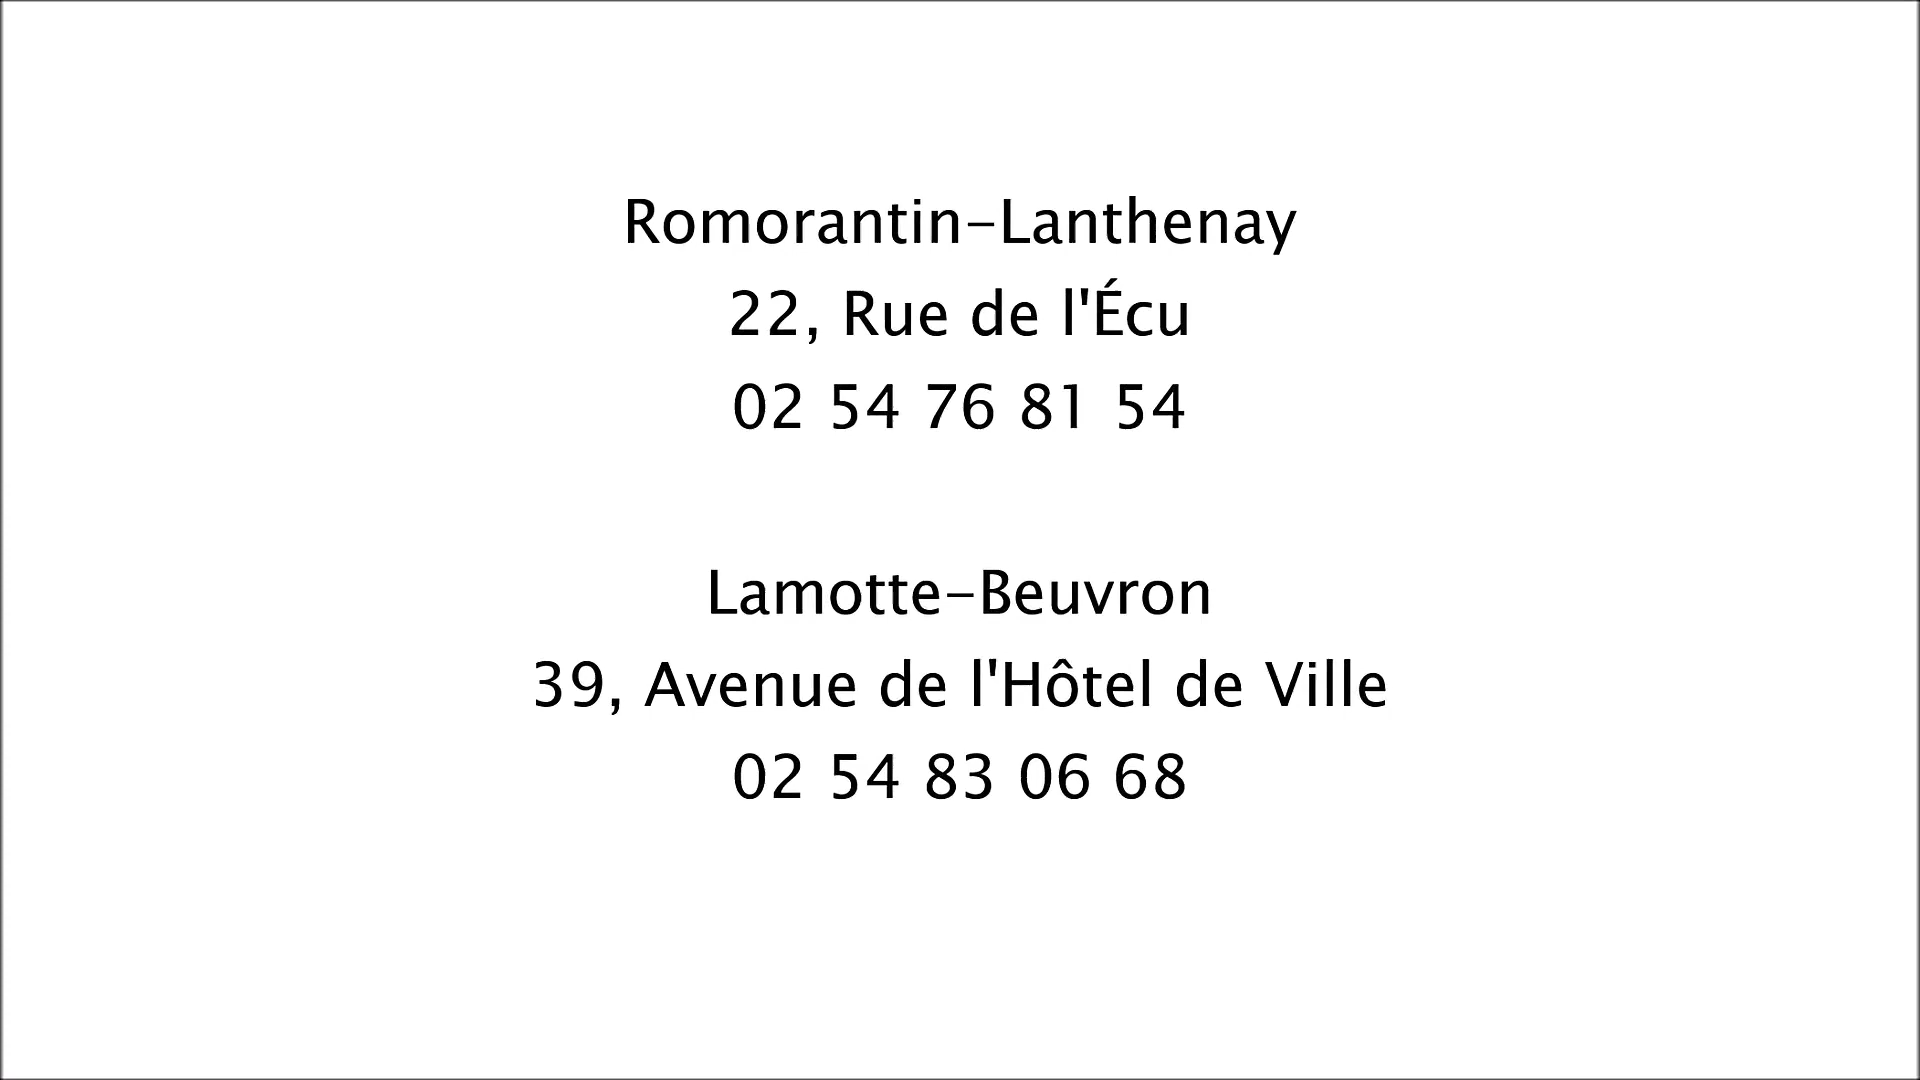 Romorantin-Lanthenay
22, Rue de l'Écu
02 54 76 81 54
Lamotte-Beuvron
39, Avenue de l'Hôtel de Ville
02 54 83 06 68